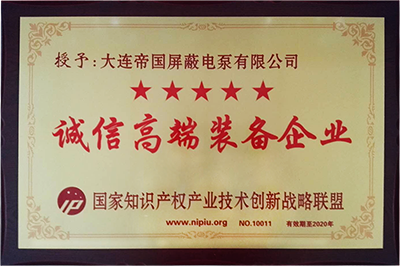 授予:大连帝国屏蔽电泵有限公司
★★★★★
诚信高端装备企业
ip 国家知识产权产业技术创新战略联盟
www.nipiu.org NO.10011 有效期至2020年